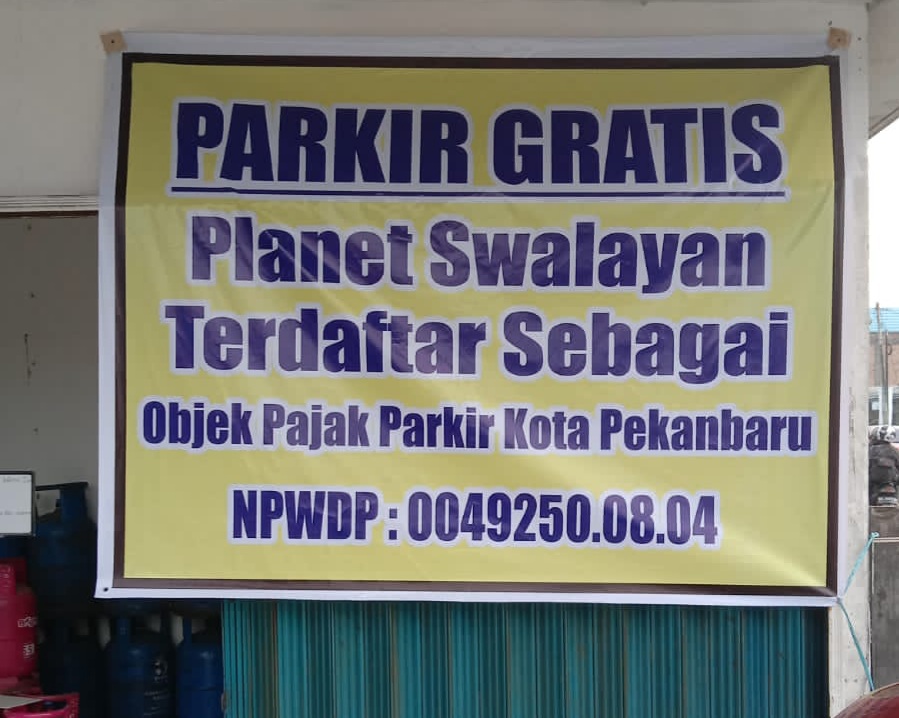 PARKIR GRATIS
Planet Swalayan
Terdaftar Sebagai
Objek Pajak Parkir Kota Pekanbaru
NPWDP : 0049250.08.04